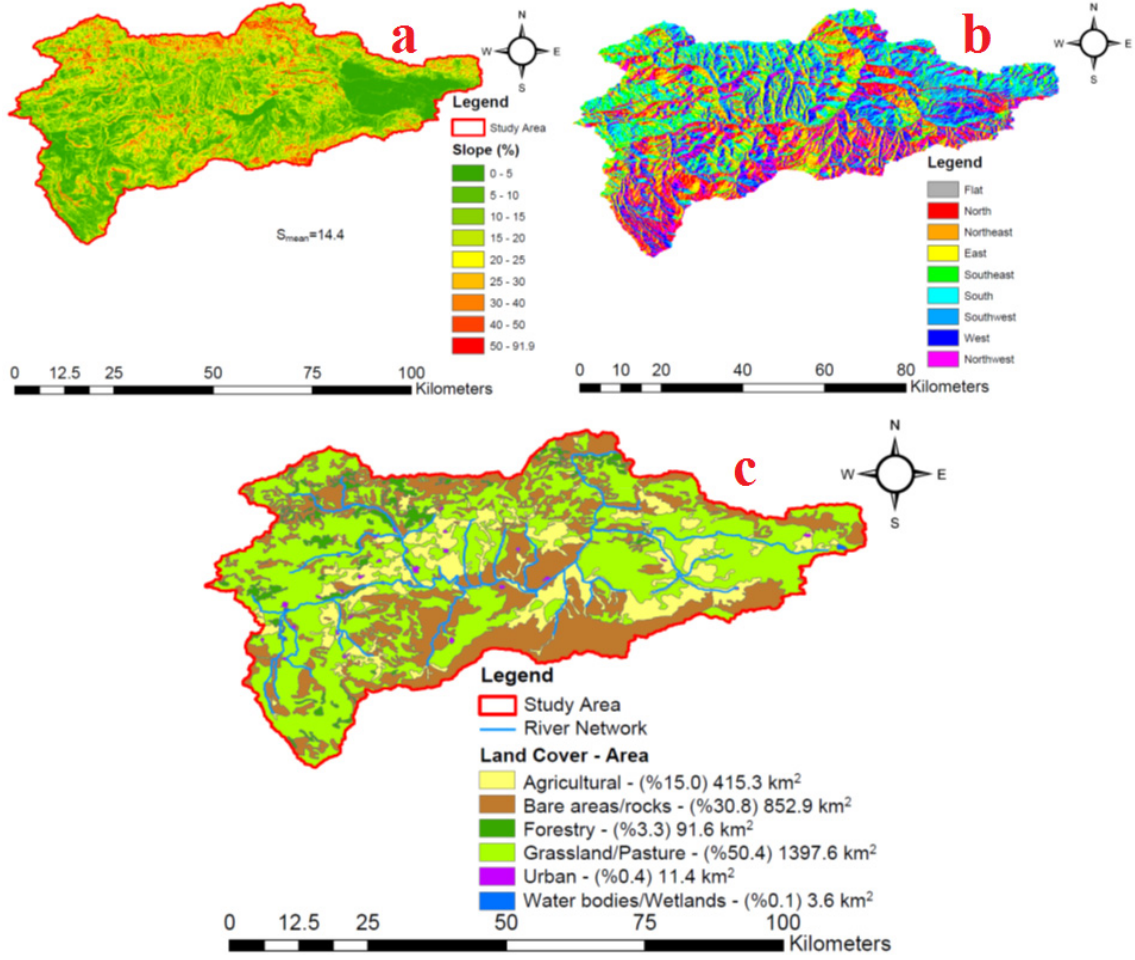 a
N
W E
S
Legend
Study Area
Slope (%)
0 - 5
5 - 10
10 - 15
15 - 20
20 - 25
25 - 30
30 - 40
40 - 50
50 - 91.9
Smean=14.4
0 12.5 25 50 75 100
Kilometers
b
N
W E
S
Legend
Flat
North
Northeast
East
Southeast
South
Southwest
West
Northwest
0 10 20 40 60 80
Kilometers
c
N
W E
S
Legend
Study Area
River Network
Land Cover - Area
Agricultural - (%15.0) 415.3 km²
Bare areas/rocks - (%30.8) 852.9 km²
Forestry - (%3.3) 91.6 km²
Grassland/Pasture - (%50.4) 1397.6 km²
Urban - (%0.4) 11.4 km²
Water bodies/Wetlands - (%0.1) 3.6 km²
0 12.5 25 50 75 100
Kilometers